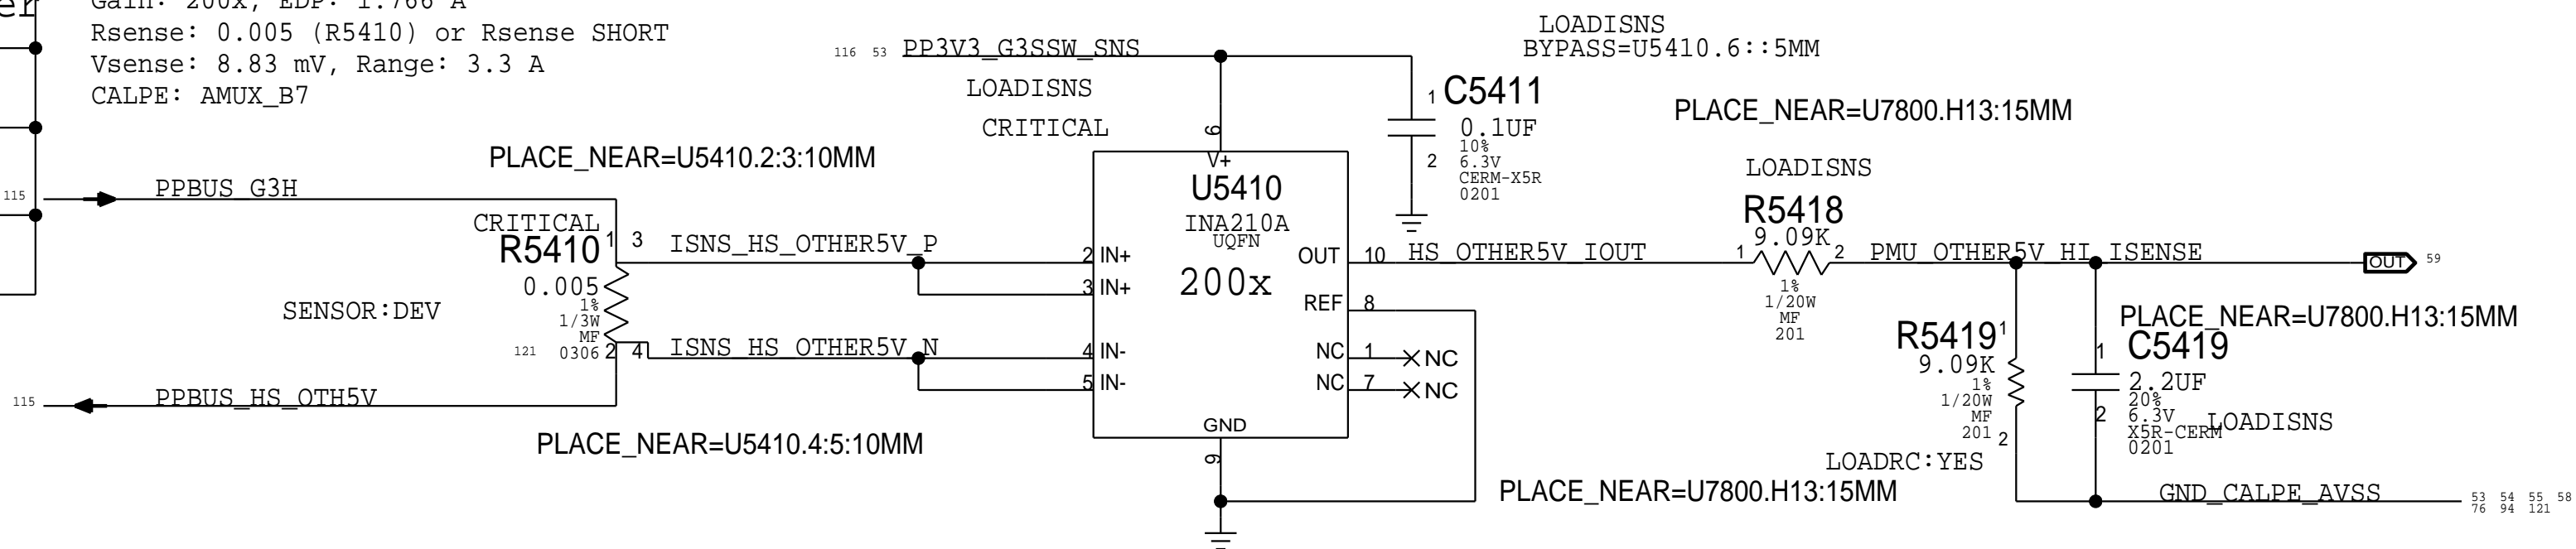 er
Gain: 200x, EDP: 1.766 A
Rsense: 0.005 (R5410) or Rsense SHORT
Vsense: 8.83 mV, Range: 3.3 A
CALPE: AMUX_B7
116 53 PP3V3_G3SSW_SNS
LOADISNS
CRITICAL
LOADISNS
BYPASS=U5410.6::5MM
1 C5411
0.1UF
10%
2 6.3V
CERM-X5R
0201
PLACE_NEAR=U7800.H13:15MM
PLACE_NEAR=U5410.2:3:10MM
115 PPBUS_G3H
CRITICAL
R5410 1 3
0.005
1%
1/3W
MF
121 0306 2 4
SENSOR:DEV
ISNS_HS_OTHER5V_P
ISNS_HS_OTHER5V_N
115 PPBUS_HS_OTH5V
PLACE_NEAR=U5410.4:5:10MM
6
V+
U5410
INA210A
UQFN
200x
2 IN+
3 IN+
4 IN-
5 IN-
OUT 10
REF 8
NC 1 NC
NC 7 NC
GND
9
HS_OTHER5V_IOUT
LOADISNS
R5418
9.09K
1 2
1%
1/20W
MF
201
PMU_OTHER5V_HI_ISENSE
OUT 59
R5419 1
9.09K
1%
1/20W
MF
201 2
LOADRC:YES
PLACE_NEAR=U7800.H13:15MM
1 C5419
2.2UF
20%
2 6.3V
X5R-CERM
0201
LOADISNS
PLACE_NEAR=U7800.H13:15MM
GND_CALPE_AVSS
53 54 55 58
76 94 121